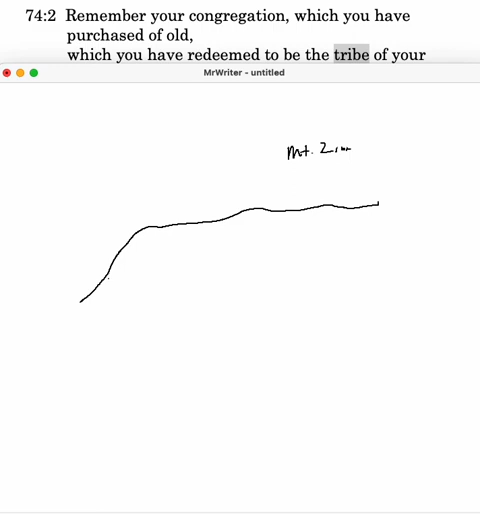 74:2 Remember your congregation, which you have
purchased of old,
which you have redeemed to be the tribe of your
MrWriter - untitled
Mt. Zion